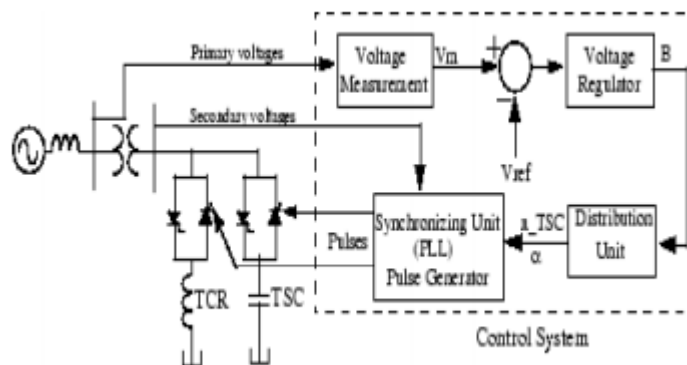 Primary voltages
Voltage
Measurement
Vm
+
−
Voltage
Regulator
B
Secondary voltages
Vref
Synchronizing Unit
(PLL)
Pulse Generator
n_TSC
α
Distribution
Unit
Pulses
TCR
TSC
Control System